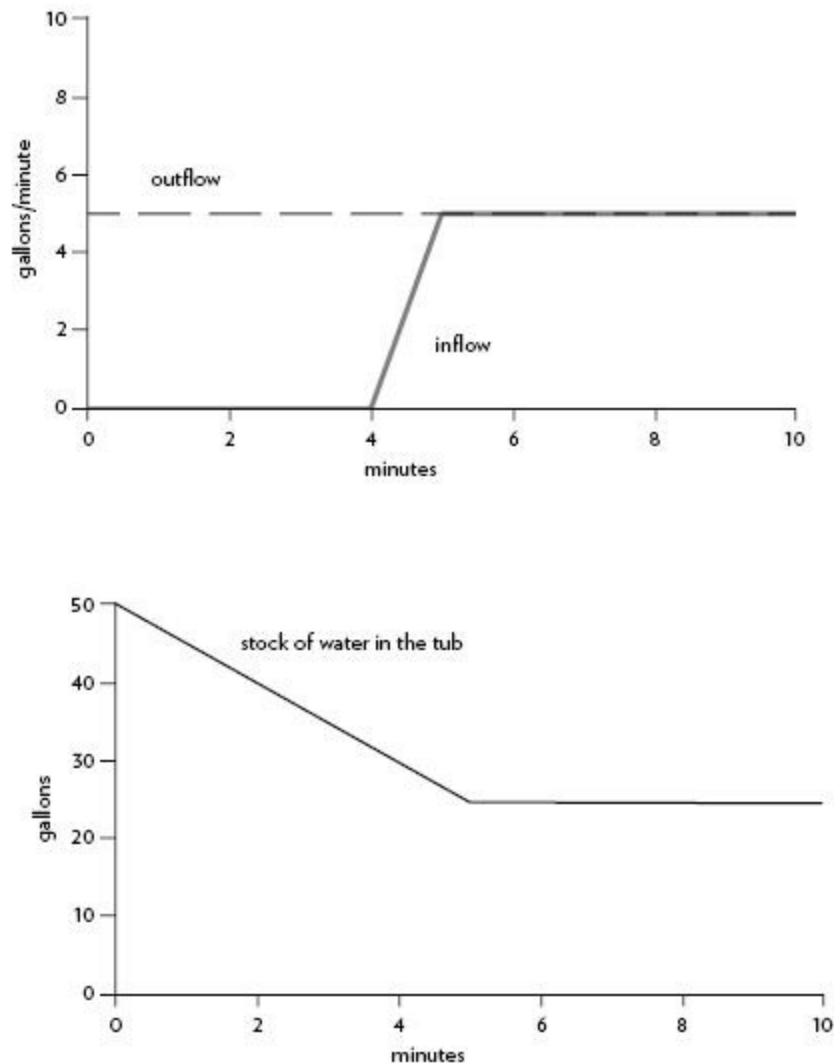 10
8
6
4
2
0
gallons/minute
outflow
inflow
0 2 4 6 8 10
minutes
50
40
30
20
10
0
gallons
stock of water in the tub
0 2 4 6 8 10
minutes